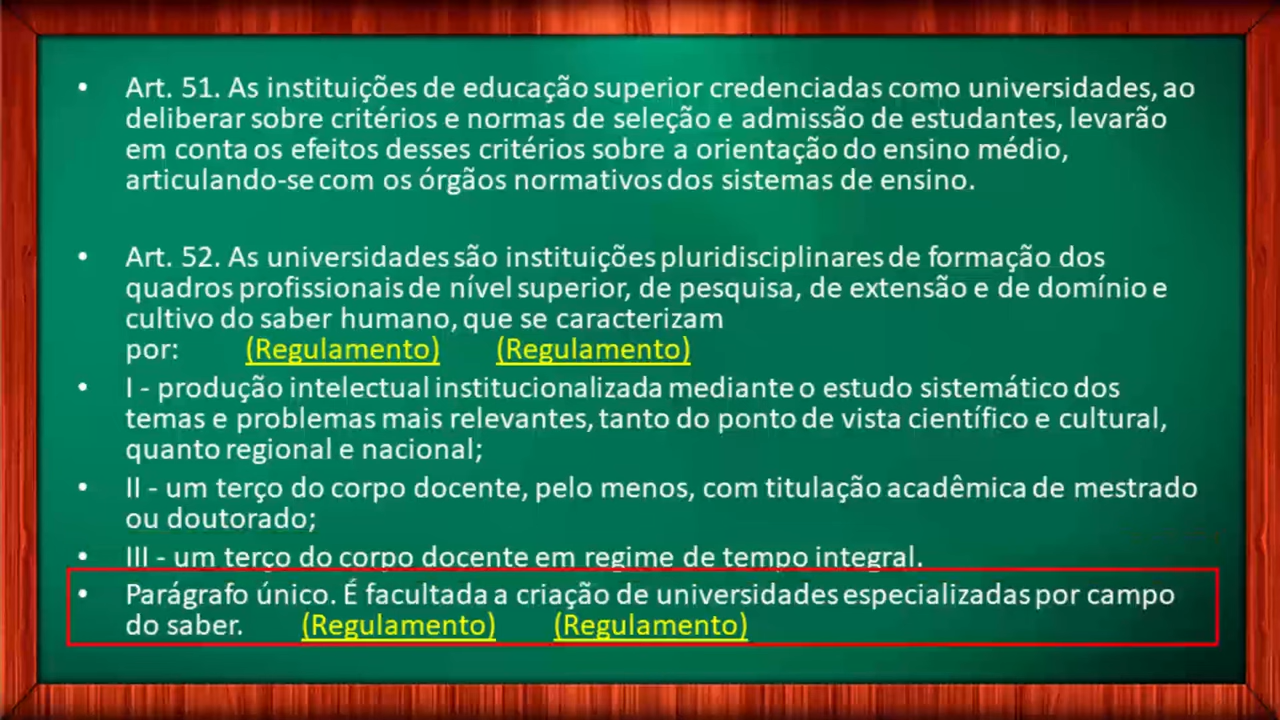 • Art. 51. As instituições de educação superior credenciadas como universidades, ao
deliberar sobre critérios e normas de seleção e admissão de estudantes, levarão
em conta os efeitos desses critérios sobre a orientação do ensino médio,
articulando-se com os órgãos normativos dos sistemas de ensino.
• Art. 52. As universidades são instituições pluridisciplinares de formação dos
quadros profissionais de nível superior, de pesquisa, de extensão e de domínio e
cultivo do saber humano, que se caracterizam
por: (Regulamento) (Regulamento)
• I - produção intelectual institucionalizada mediante o estudo sistemático dos
temas e problemas mais relevantes, tanto do ponto de vista científico e cultural,
quanto regional e nacional;
• II - um terço do corpo docente, pelo menos, com titulação acadêmica de mestrado
ou doutorado;
• III - um terço do corpo docente em regime de tempo integral.
• Parágrafo único. É facultada a criação de universidades especializadas por campo
do saber. (Regulamento) (Regulamento)